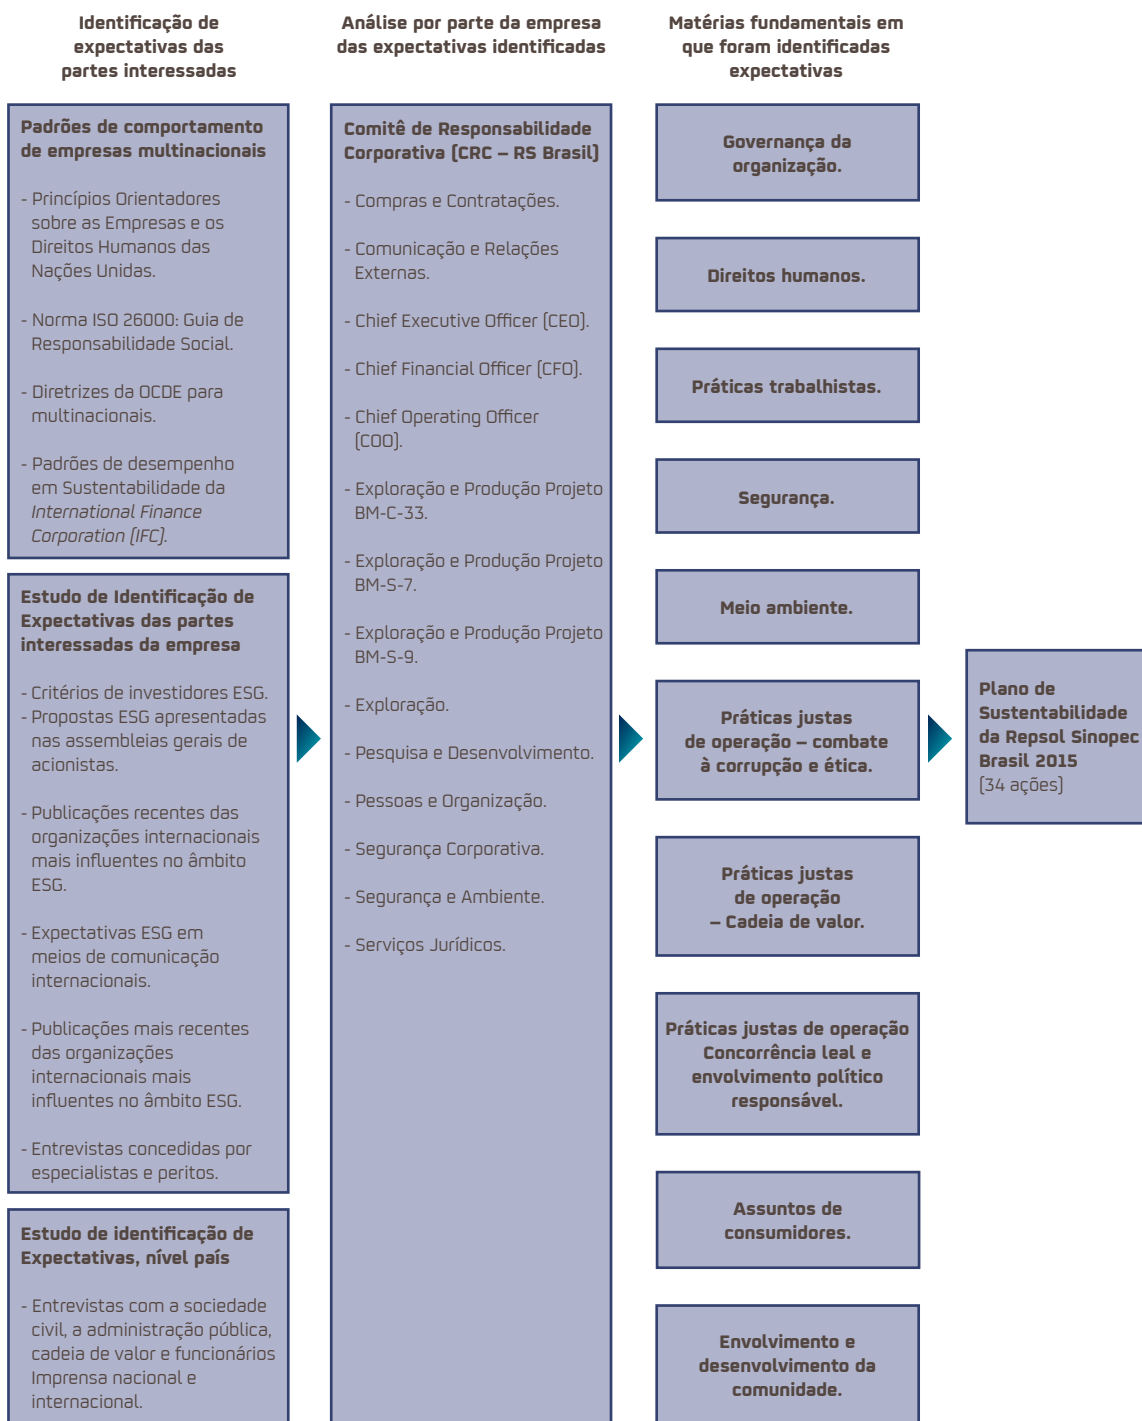 Identificação de
expectativas das
partes interessadas
Padrões de comportamento
de empresas multinacionais
- Princípios Orientadores
sobre as Empresas e os
Direitos Humanos das
Nações Unidas.
- Norma ISO 26000: Guia de
Responsabilidade Social.
- Diretrizes da OCDE para
multinacionais.
- Padrões de desempenho
em Sustentabilidade da
International Finance
Corporation (IFC).
Estudo de Identificação de
Expectativas das partes
interessadas da empresa
- Critérios de investidores ESG.
- Propostas ESG apresentadas
nas assembleias gerais de
acionistas.
- Publicações recentes das
organizações internacionais
mais influentes no âmbito
ESG.
- Expectativas ESG em
meios de comunicação
internacionais.
- Publicações mais recentes
das organizações
internacionais mais
influentes no âmbito ESG.
- Entrevistas concedidas por
especialistas e peritos.
Estudo de identificação de
Expectativas, nível país
- Entrevistas com a sociedade
civil, a administração pública,
cadeia de valor e funcionários
Imprensa nacional e
internacional.
Análise por parte da empresa
das expectativas identificadas
Comitê de Responsabilidade
Corporativa (CRC – RS Brasil)
- Compras e Contratações.
- Comunicação e Relações
Externas.
- Chief Executive Officer (CEO).
- Chief Financial Officer (CFO).
- Chief Operating Officer
(COO).
- Exploração e Produção Projeto
BM-C-33.
- Exploração e Produção Projeto
BM-S-7.
- Exploração e Produção Projeto
BM-S-9.
- Exploração.
- Pesquisa e Desenvolvimento.
- Pessoas e Organização.
- Segurança Corporativa.
- Segurança e Ambiente.
- Serviços Jurídicos.
Matérias fundamentais em
que foram identificadas
expectativas
Governança da
organização.
Direitos humanos.
Práticas trabalhistas.
Segurança.
Meio ambiente.
Práticas justas
de operação – combate
à corrupção e ética.
Práticas justas
de operação
– Cadeia de valor.
Práticas justas de operação
Concorrência leal e
envolvimento político
responsável.
Assuntos de
consumidores.
Envolvimento e
desenvolvimento da
comunidade.
Plano de
Sustentabilidade
da Repsol Sinopec
Brasil 2015
(34 ações)